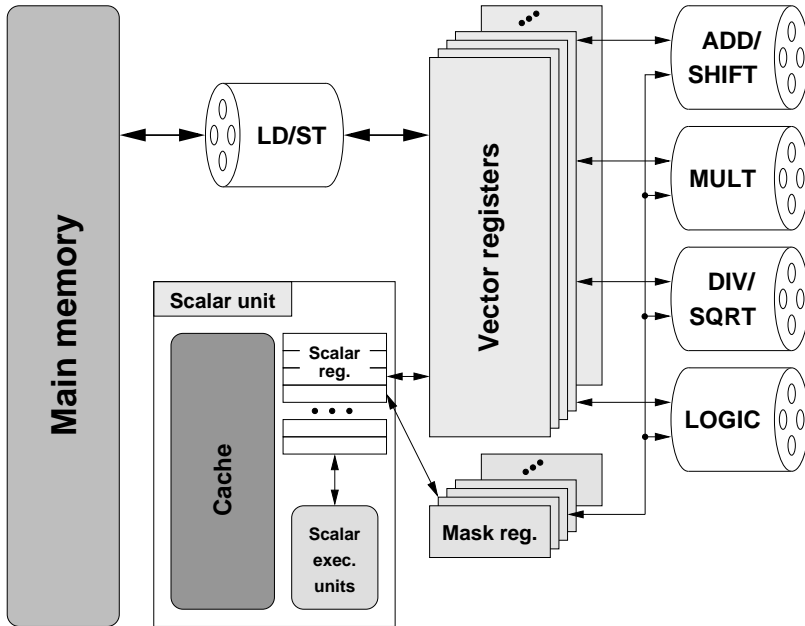 Main memory
LD/ST
Vector registers
ADD/
SHIFT
MULT
DIV/
SQRT
LOGIC
Scalar unit
Cache
Scalar
reg.
Scalar
exec.
units
Mask reg.